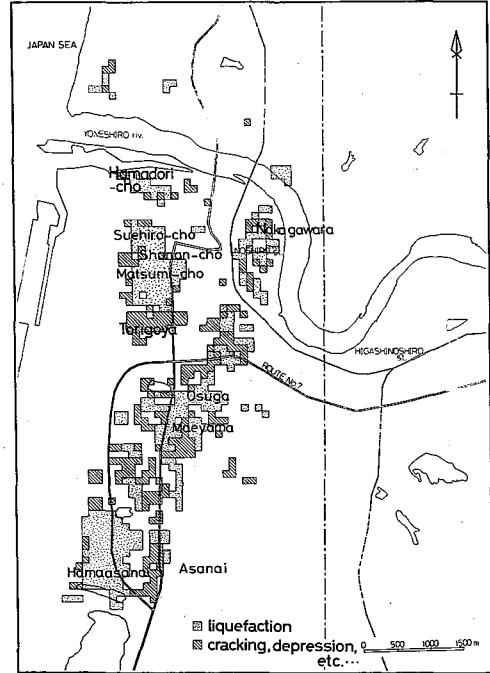 JAPAN SEA
YONESHIRO riv.
Hamadori
-cho
Suehiro-cho
Nakagawara
Shonan-cho
Matsumi-cho
Torigoya
HIGASHINOSHIRO
st.
ROUTE No.7
Osuga
Maeyama
Hamaasanai
Asanai
liquefaction
cracking, depression,
etc.…
0 500 1000 1500m